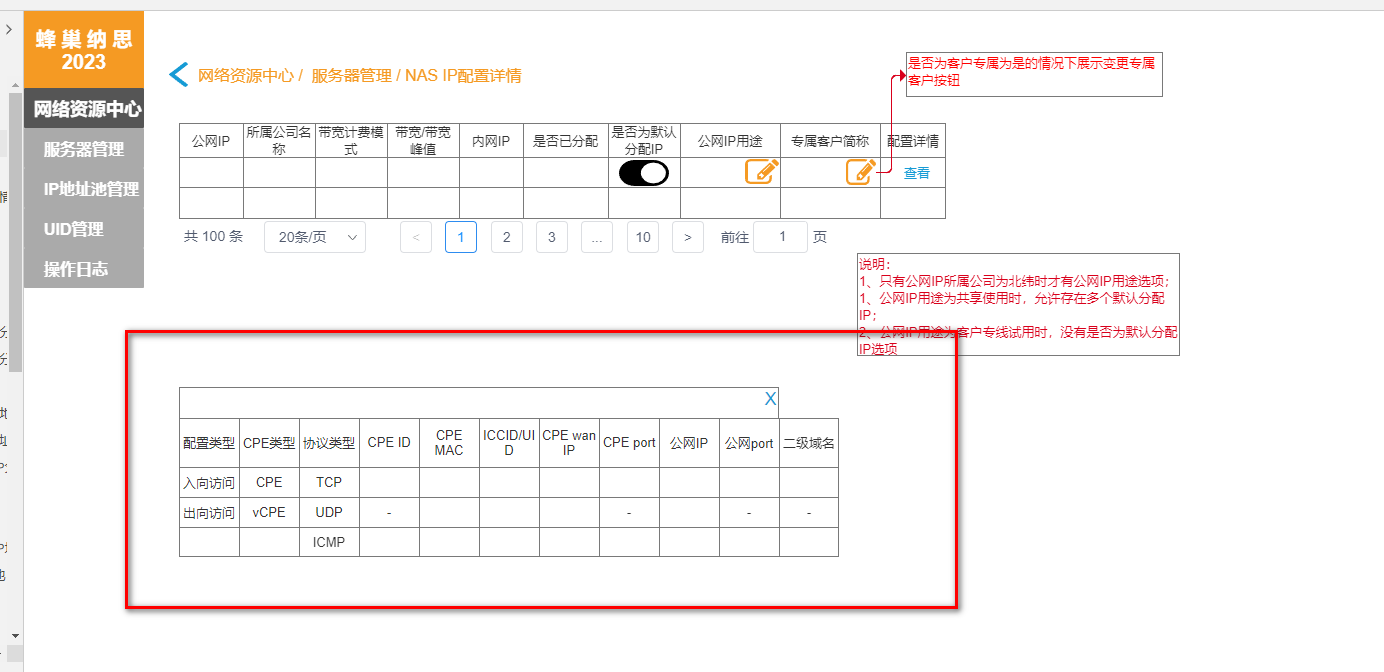 蜂巢纳思
2023
网络资源中心
服务器管理
IP地址池管理
UID管理
操作日志
网络资源中心 / 服务器管理 / NAS IP配置详情
是否为客户专属为是的情况下展示变更专属
客户按钮
公网IP
所属公司名
称
带宽计费模
式
带宽/带宽
峰值
内网IP
是否已分配
是否为默认
分配IP
公网IP用途
专属客户简称
配置详情
查看
共 100 条
20条/页
<
1
2
3
...
10
>
前往
1
页
说明：
1、只有公网IP所属公司为北纬时才有公网IP用途选项；
1、公网IP用途为共享使用时，允许存在多个默认分配
IP；
2、公网IP用途为客户专线试用时，没有是否为默认分配
IP选项
X
配置类型
CPE类型
协议类型
CPE ID
CPE
MAC
ICCID/UI
D
CPE wan
IP
CPE port
公网IP
公网port
二级域名
入向访问
CPE
TCP
出向访问
vCPE
UDP
-
-
-
-
ICMP